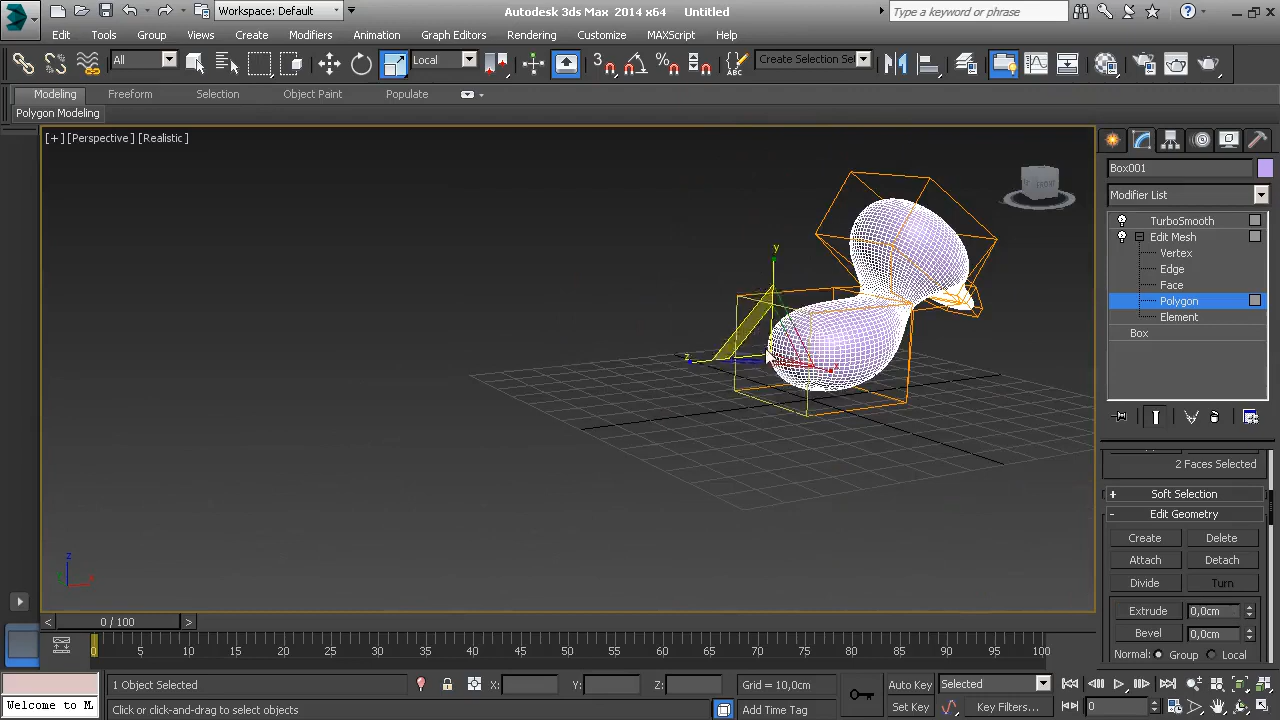 Workspace: Default
Autodesk 3ds Max 2014 x64 Untitled
Type a keyword or phrase
Edit Tools Group Views Create Modifiers Animation Graph Editors Rendering Customize MAXScript Help
All Local 3 Create Selection Se
Modeling Freeform Selection Object Paint Populate
Polygon Modeling
[+] [Perspective] [Realistic]
FRONT
y
z
z
Box001
Modifier List
TurboSmooth
Edit Mesh
Vertex
Edge
Face
Polygon
Element
Box
2 Faces Selected
+ Soft Selection
- Edit Geometry
Create Delete
Attach Detach
Divide Turn
Extrude 0,0cm
Bevel 0,0cm
Normal: Group Local
< 0 / 100 >
0 5 10 15 20 25 30 35 40 45 50 55 60 65 70 75 80 85 90 95 100
1 Object Selected X: Y: Z: Grid = 10,0cm Auto Key Selected
Welcome to M Click or click-and-drag to select objects Add Time Tag Set Key Key Filters... 0